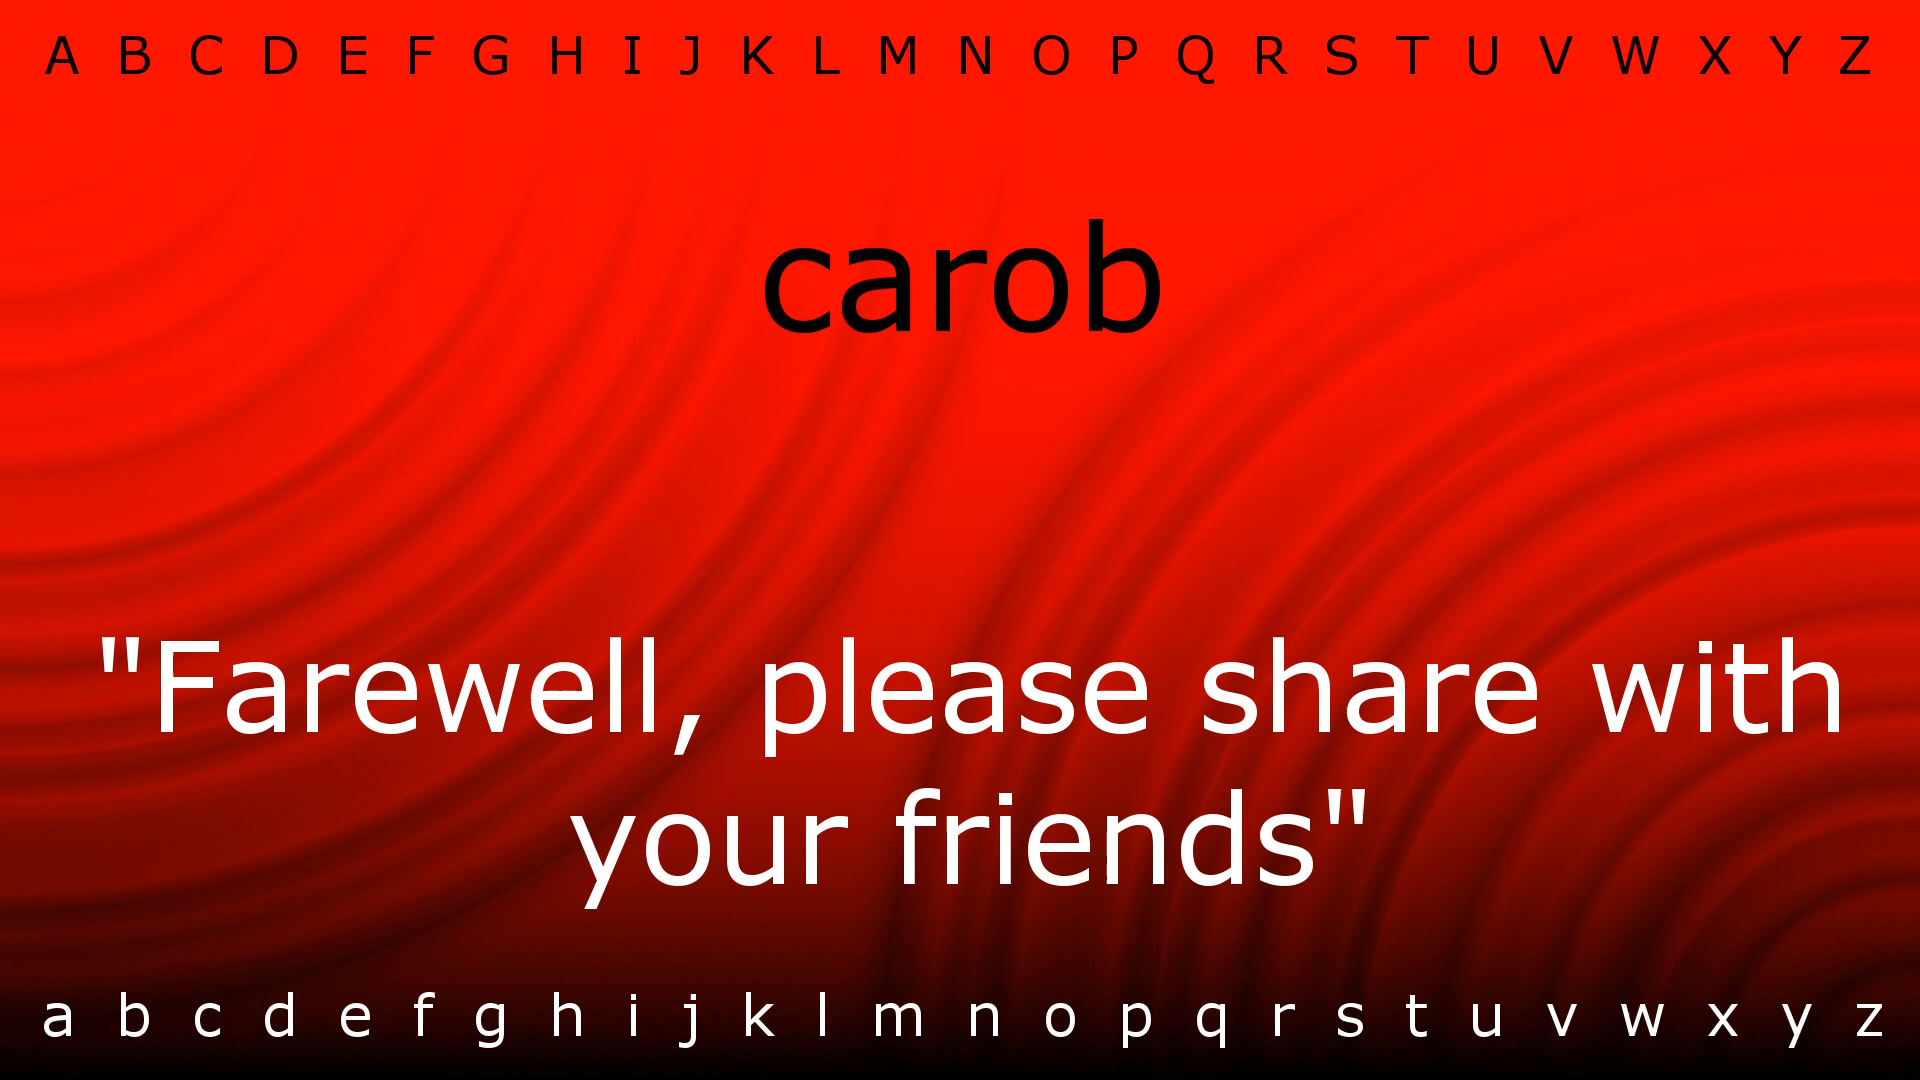 A B C D E F G H I J K L M N O P Q R S T U V W X Y Z
carob
"Farewell, please share with
your friends"
a b c d e f g h i j k l m n o p q r s t u v w x y z